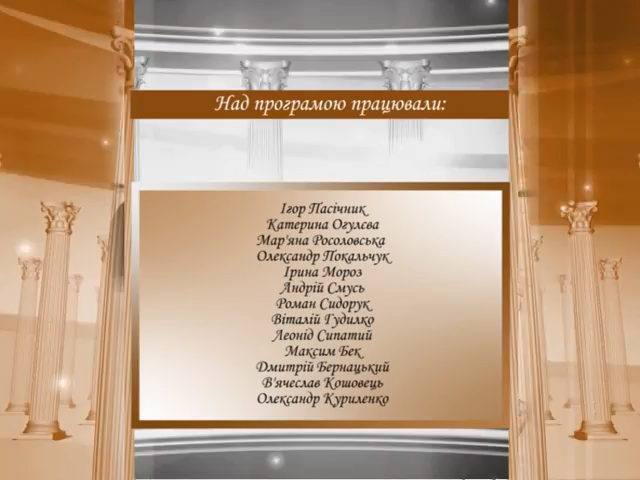 Над програмою працювали:
Ігор Пасічник
Катерина Огулєва
Мар'яна Росоловська
Олександр Покальчук
Ірина Мороз
Андрій Смусь
Роман Сидорук
Віталій Гудилко
Леонід Сипатий
Максим Бек
Дмитрій Бернацький
В'ячеслав Кошовець
Олександр Куриленко